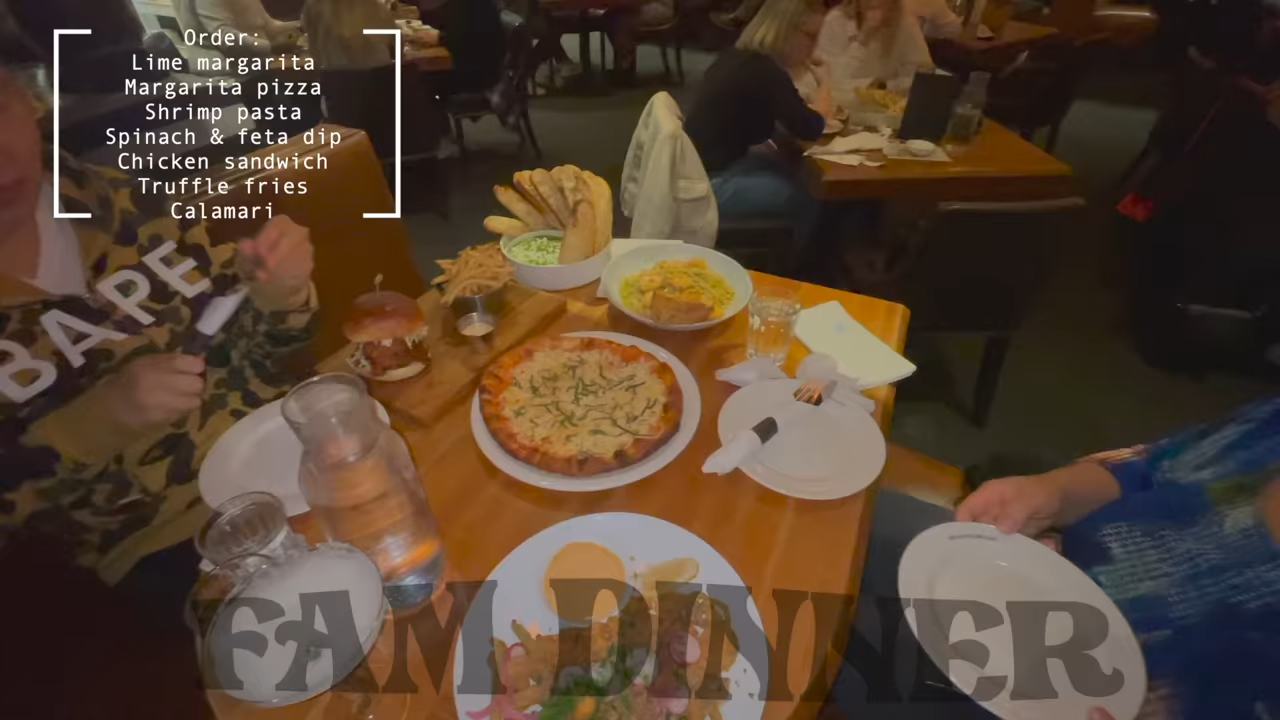 Order:
Lime margarita
Margarita pizza
Shrimp pasta
Spinach & feta dip
Chicken sandwich
Truffle fries
Calamari
BAPE
FAM DINNER